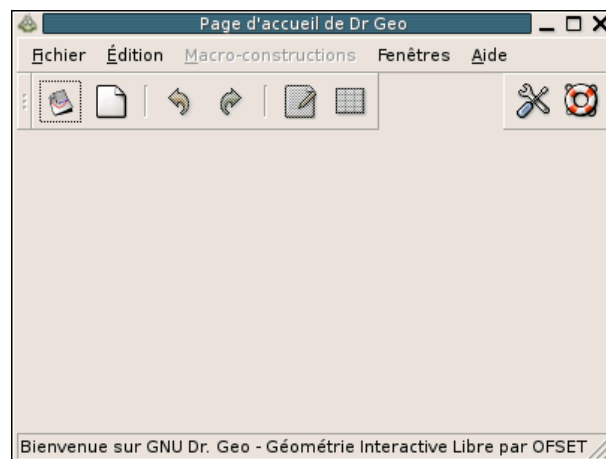 Page d'accueil de Dr Geo
Fichier Édition Macro-constructions Fenêtres Aide
Bienvenue sur GNU Dr. Geo - Géométrie Interactive Libre par OFSET